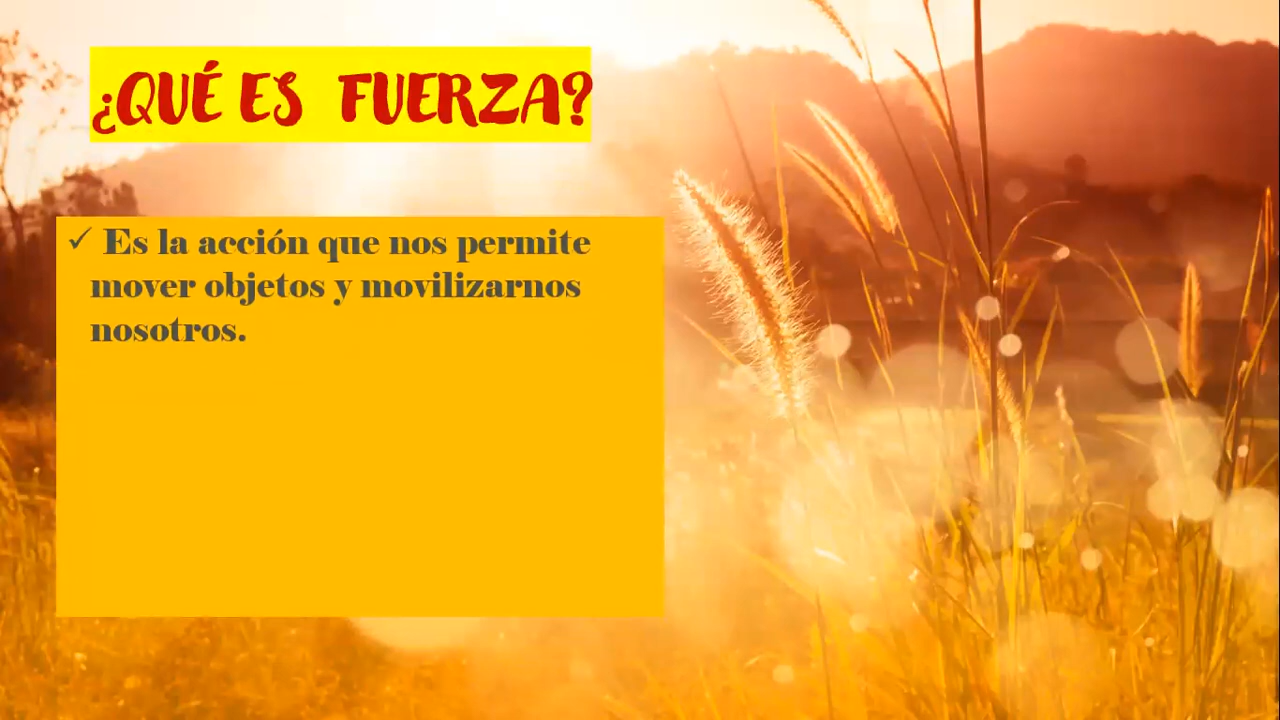 ¿QUÉ ES FUERZA?
✓ Es la acción que nos permite
mover objetos y movilizarnos
nosotros.